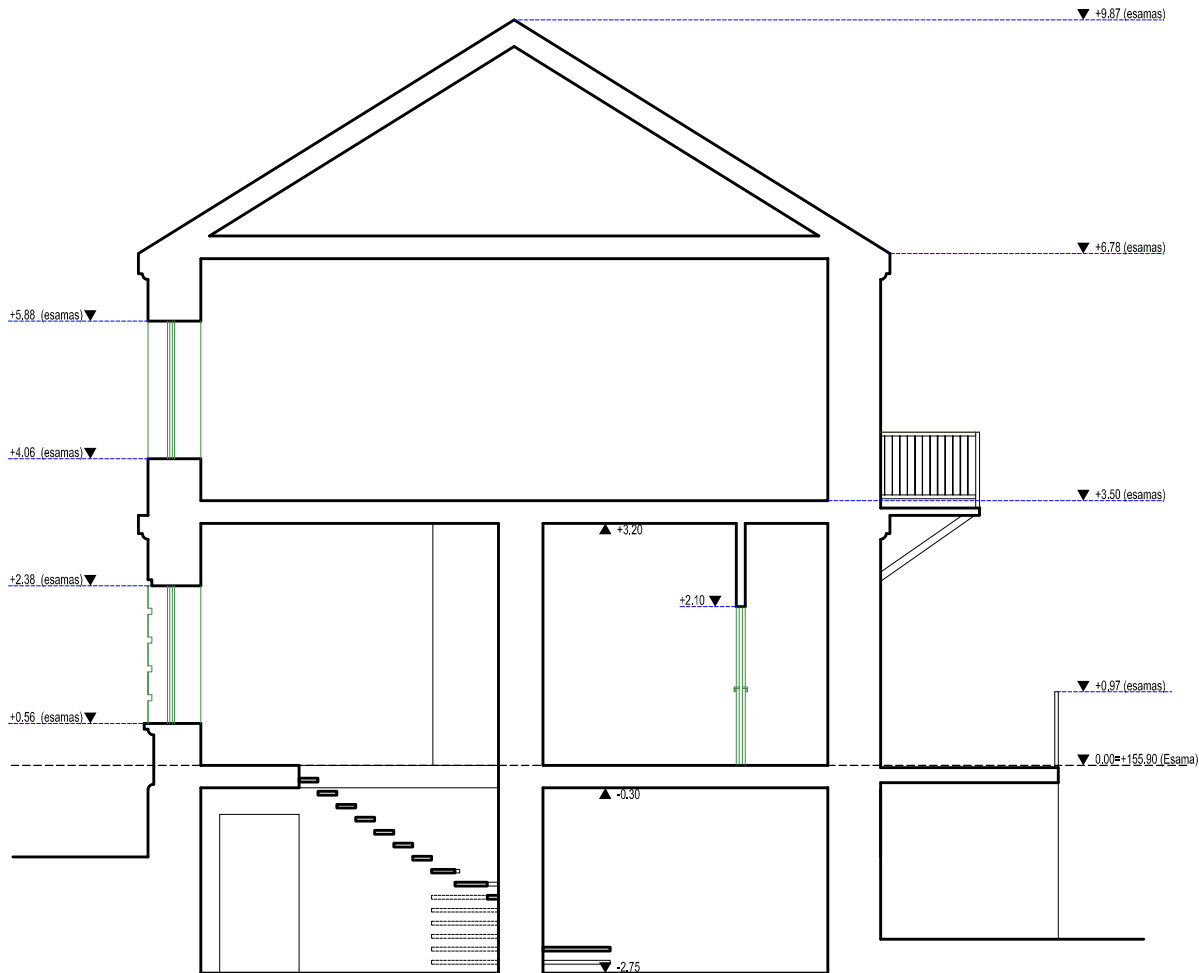 +9.87 (esamas)
+6.78 (esamas)
+5.88 (esamas)
+4.06 (esamas)
+3.50 (esamas)
+3.20
+2.38 (esamas)
+2.10
+0.97 (esamas)
+0.56 (esamas)
0.00=+155.90 (Esama)
-0.30
-2.75